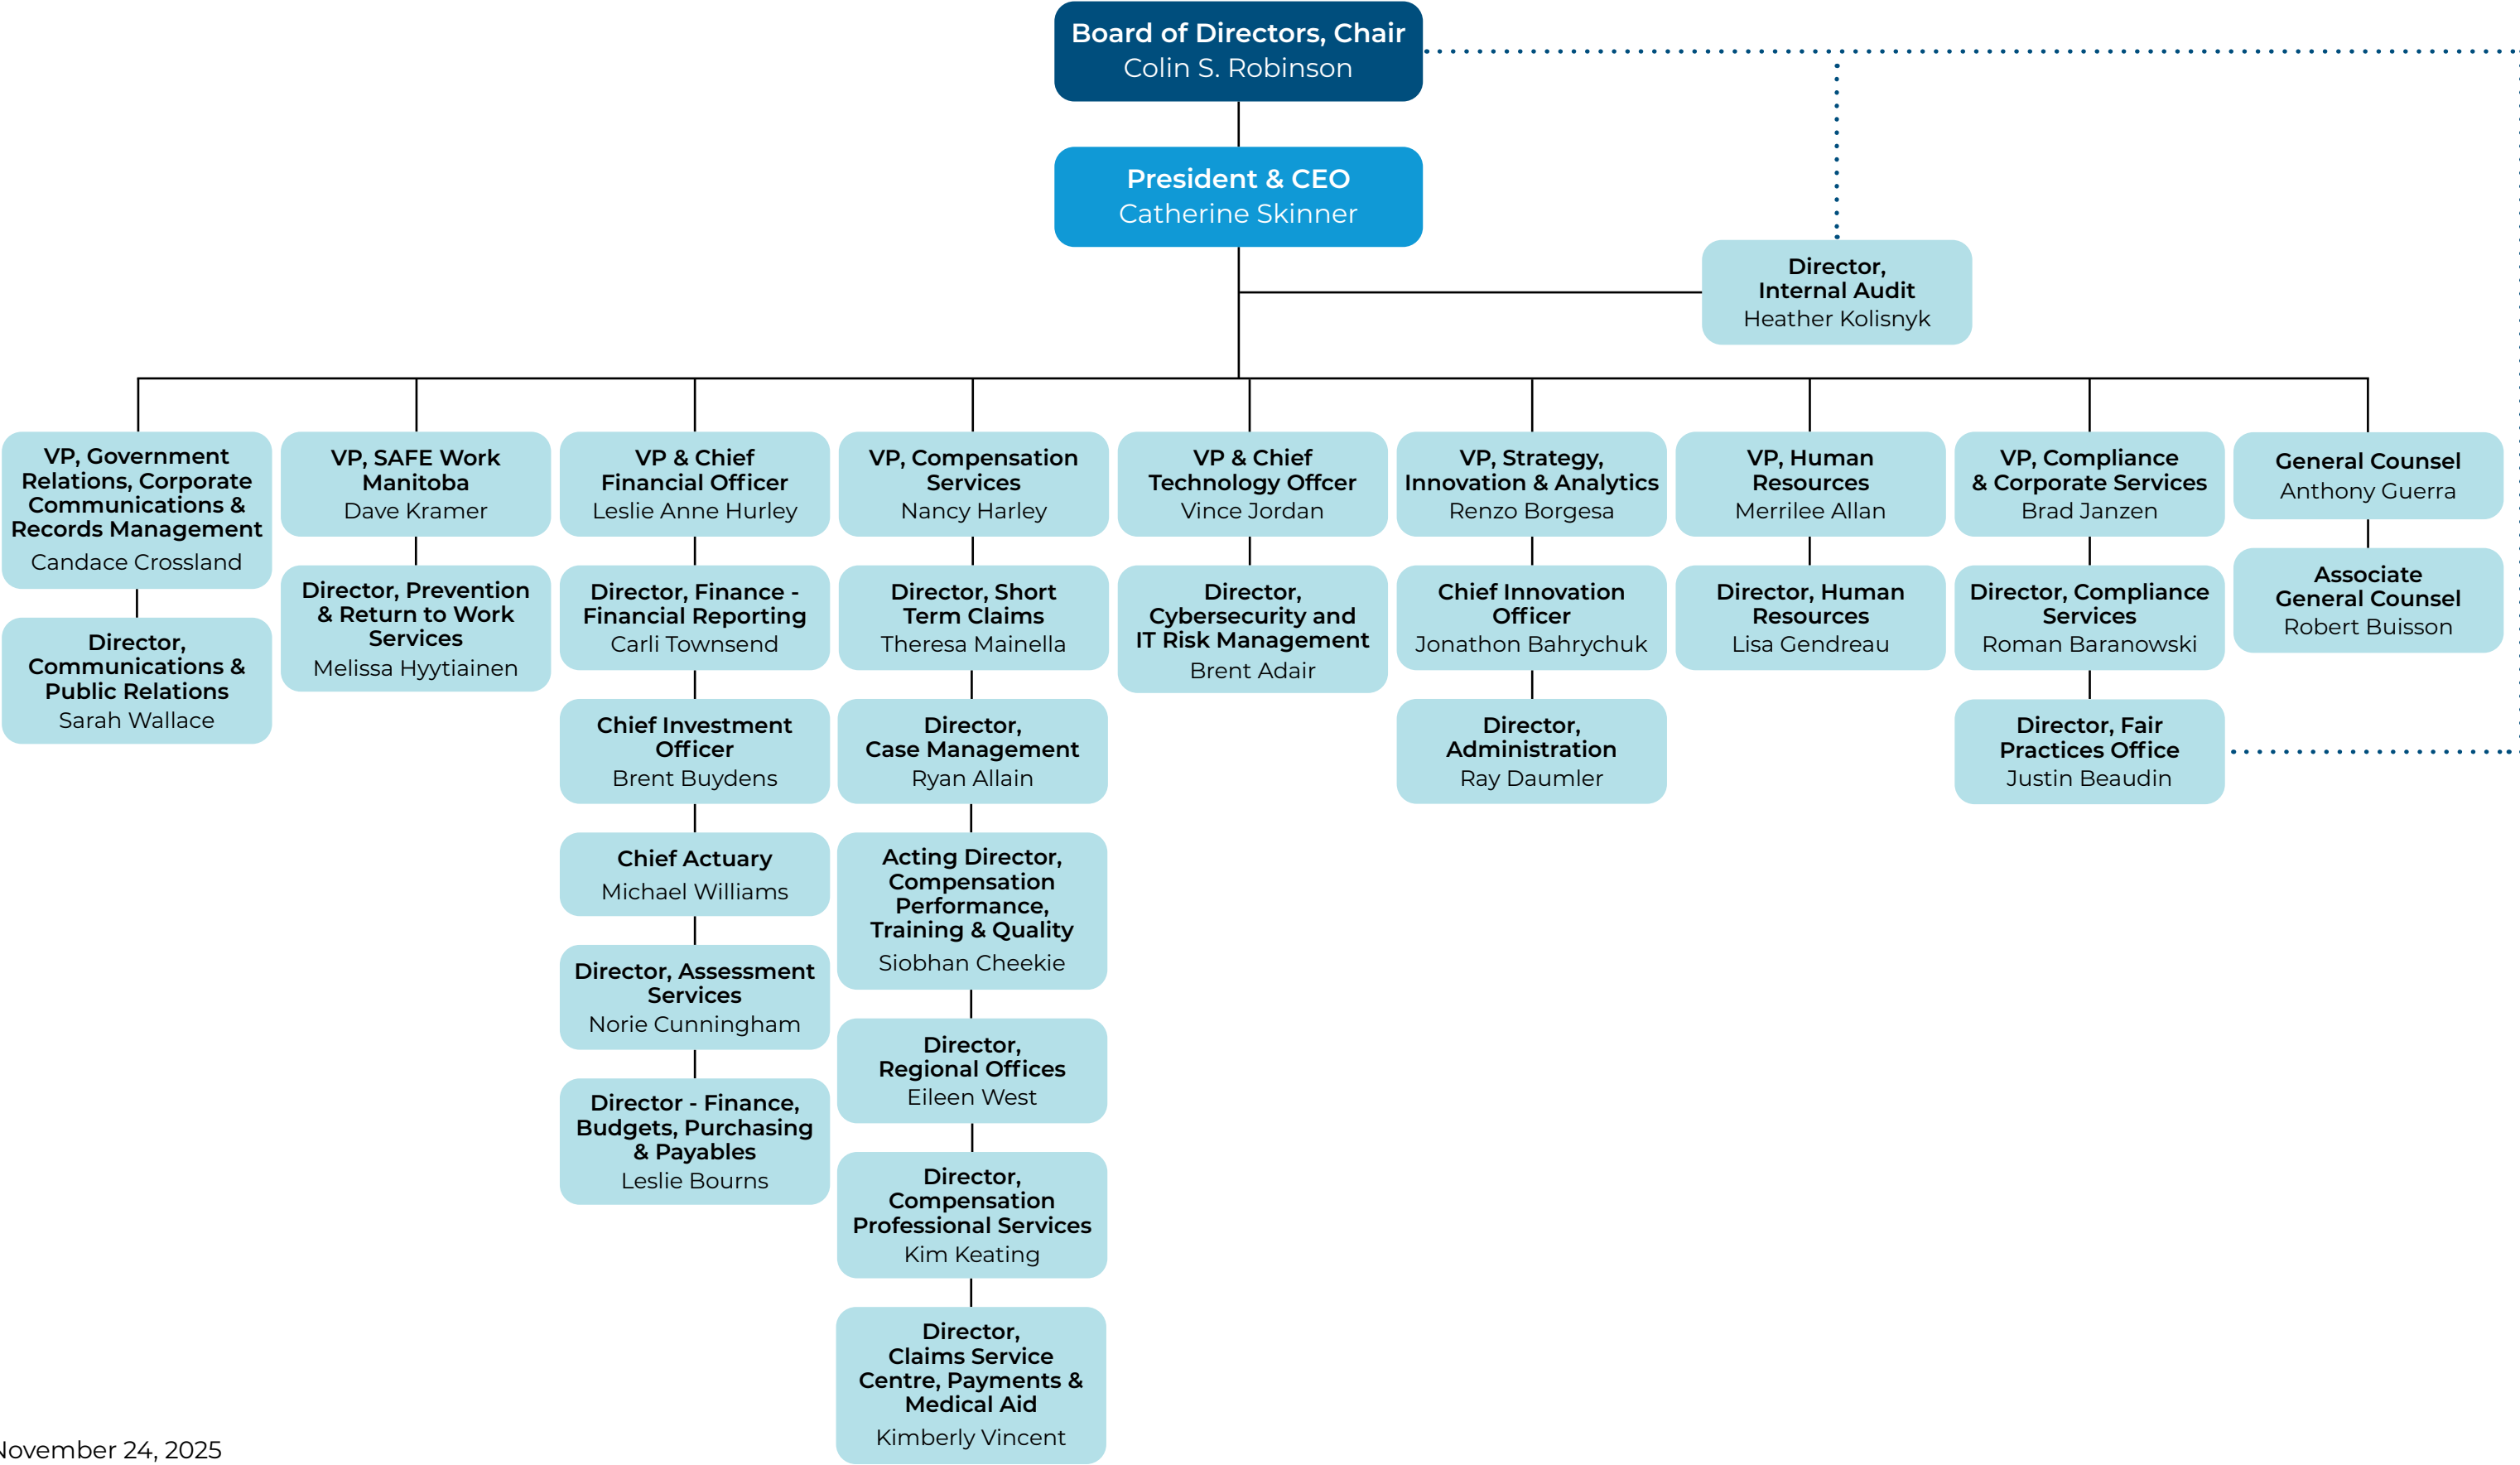 Board of Directors, Chair
Colin S. Robinson
President & CEO
Catherine Skinner
Director,
Internal Audit
Heather Kolisnyk
VP, Government
Relations, Corporate
Communications &
Records Management
Candace Crossland
Director,
Communications &
Public Relations
Sarah Wallace
VP, SAFE Work
Manitoba
Dave Kramer
Director, Prevention
& Return to Work
Services
Melissa Hyytiainen
VP & Chief
Financial Officer
Leslie Anne Hurley
Director, Finance -
Financial Reporting
Carli Townsend
Chief Investment
Officer
Brent Buydens
Chief Actuary
Michael Williams
Director, Assessment
Services
Norie Cunningham
Director - Finance,
Budgets, Purchasing
& Payables
Leslie Bourns
VP, Compensation
Services
Nancy Harley
Director, Short
Term Claims
Theresa Mainella
Director,
Case Management
Ryan Allain
Acting Director,
Compensation
Performance,
Training & Quality
Siobhan Cheekie
Director,
Regional Offices
Eileen West
Director,
Compensation
Professional Services
Kim Keating
Director,
Claims Service
Centre, Payments &
Medical Aid
Kimberly Vincent
VP & Chief
Technology Offcer
Vince Jordan
Director,
Cybersecurity and
IT Risk Management
Brent Adair
VP, Strategy,
Innovation & Analytics
Renzo Borgesa
Chief Innovation
Officer
Jonathon Bahrychuk
Director,
Administration
Ray Daumler
VP, Human
Resources
Merrilee Allan
Director, Human
Resources
Lisa Gendreau
VP, Compliance
& Corporate Services
Brad Janzen
Director, Compliance
Services
Roman Baranowski
Director, Fair
Practices Office
Justin Beaudin
General Counsel
Anthony Guerra
Associate
General Counsel
Robert Buisson
November 24, 2025